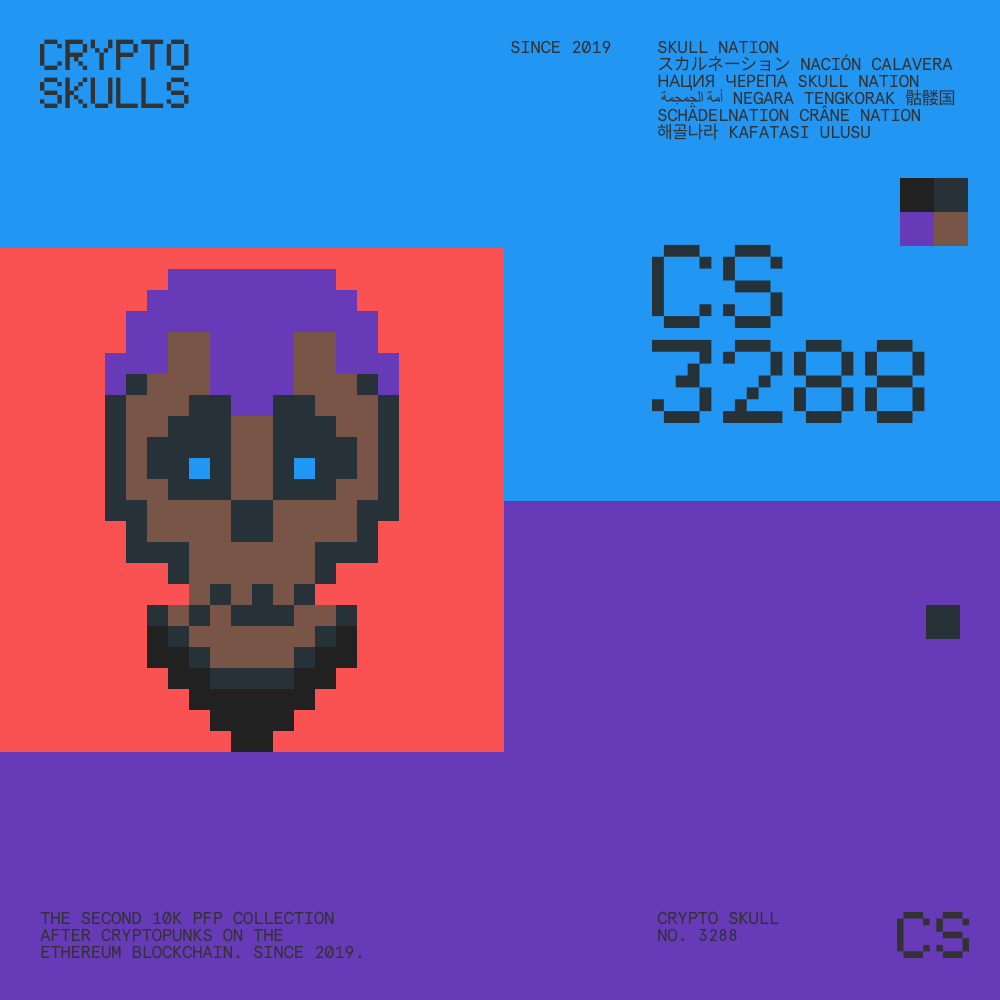 CRYPTO
SKULLS
SINCE 2019
SKULL NATION
スカルネーション NACIÓN CALAVERA
НАЦИЯ ЧЕРЕПА SKULL NATION
أمة الجمجمة NEGARA TENGKORAK 骷髅国
SCHÄDELNATION CRÂNE NATION
해골나라 KAFATASI ULUSU
CS
3288
THE SECOND 10K PFP COLLECTION
AFTER CRYPTOPUNKS ON THE
ETHEREUM BLOCKCHAIN. SINCE 2019.
CRYPTO SKULL
NO. 3288
CS